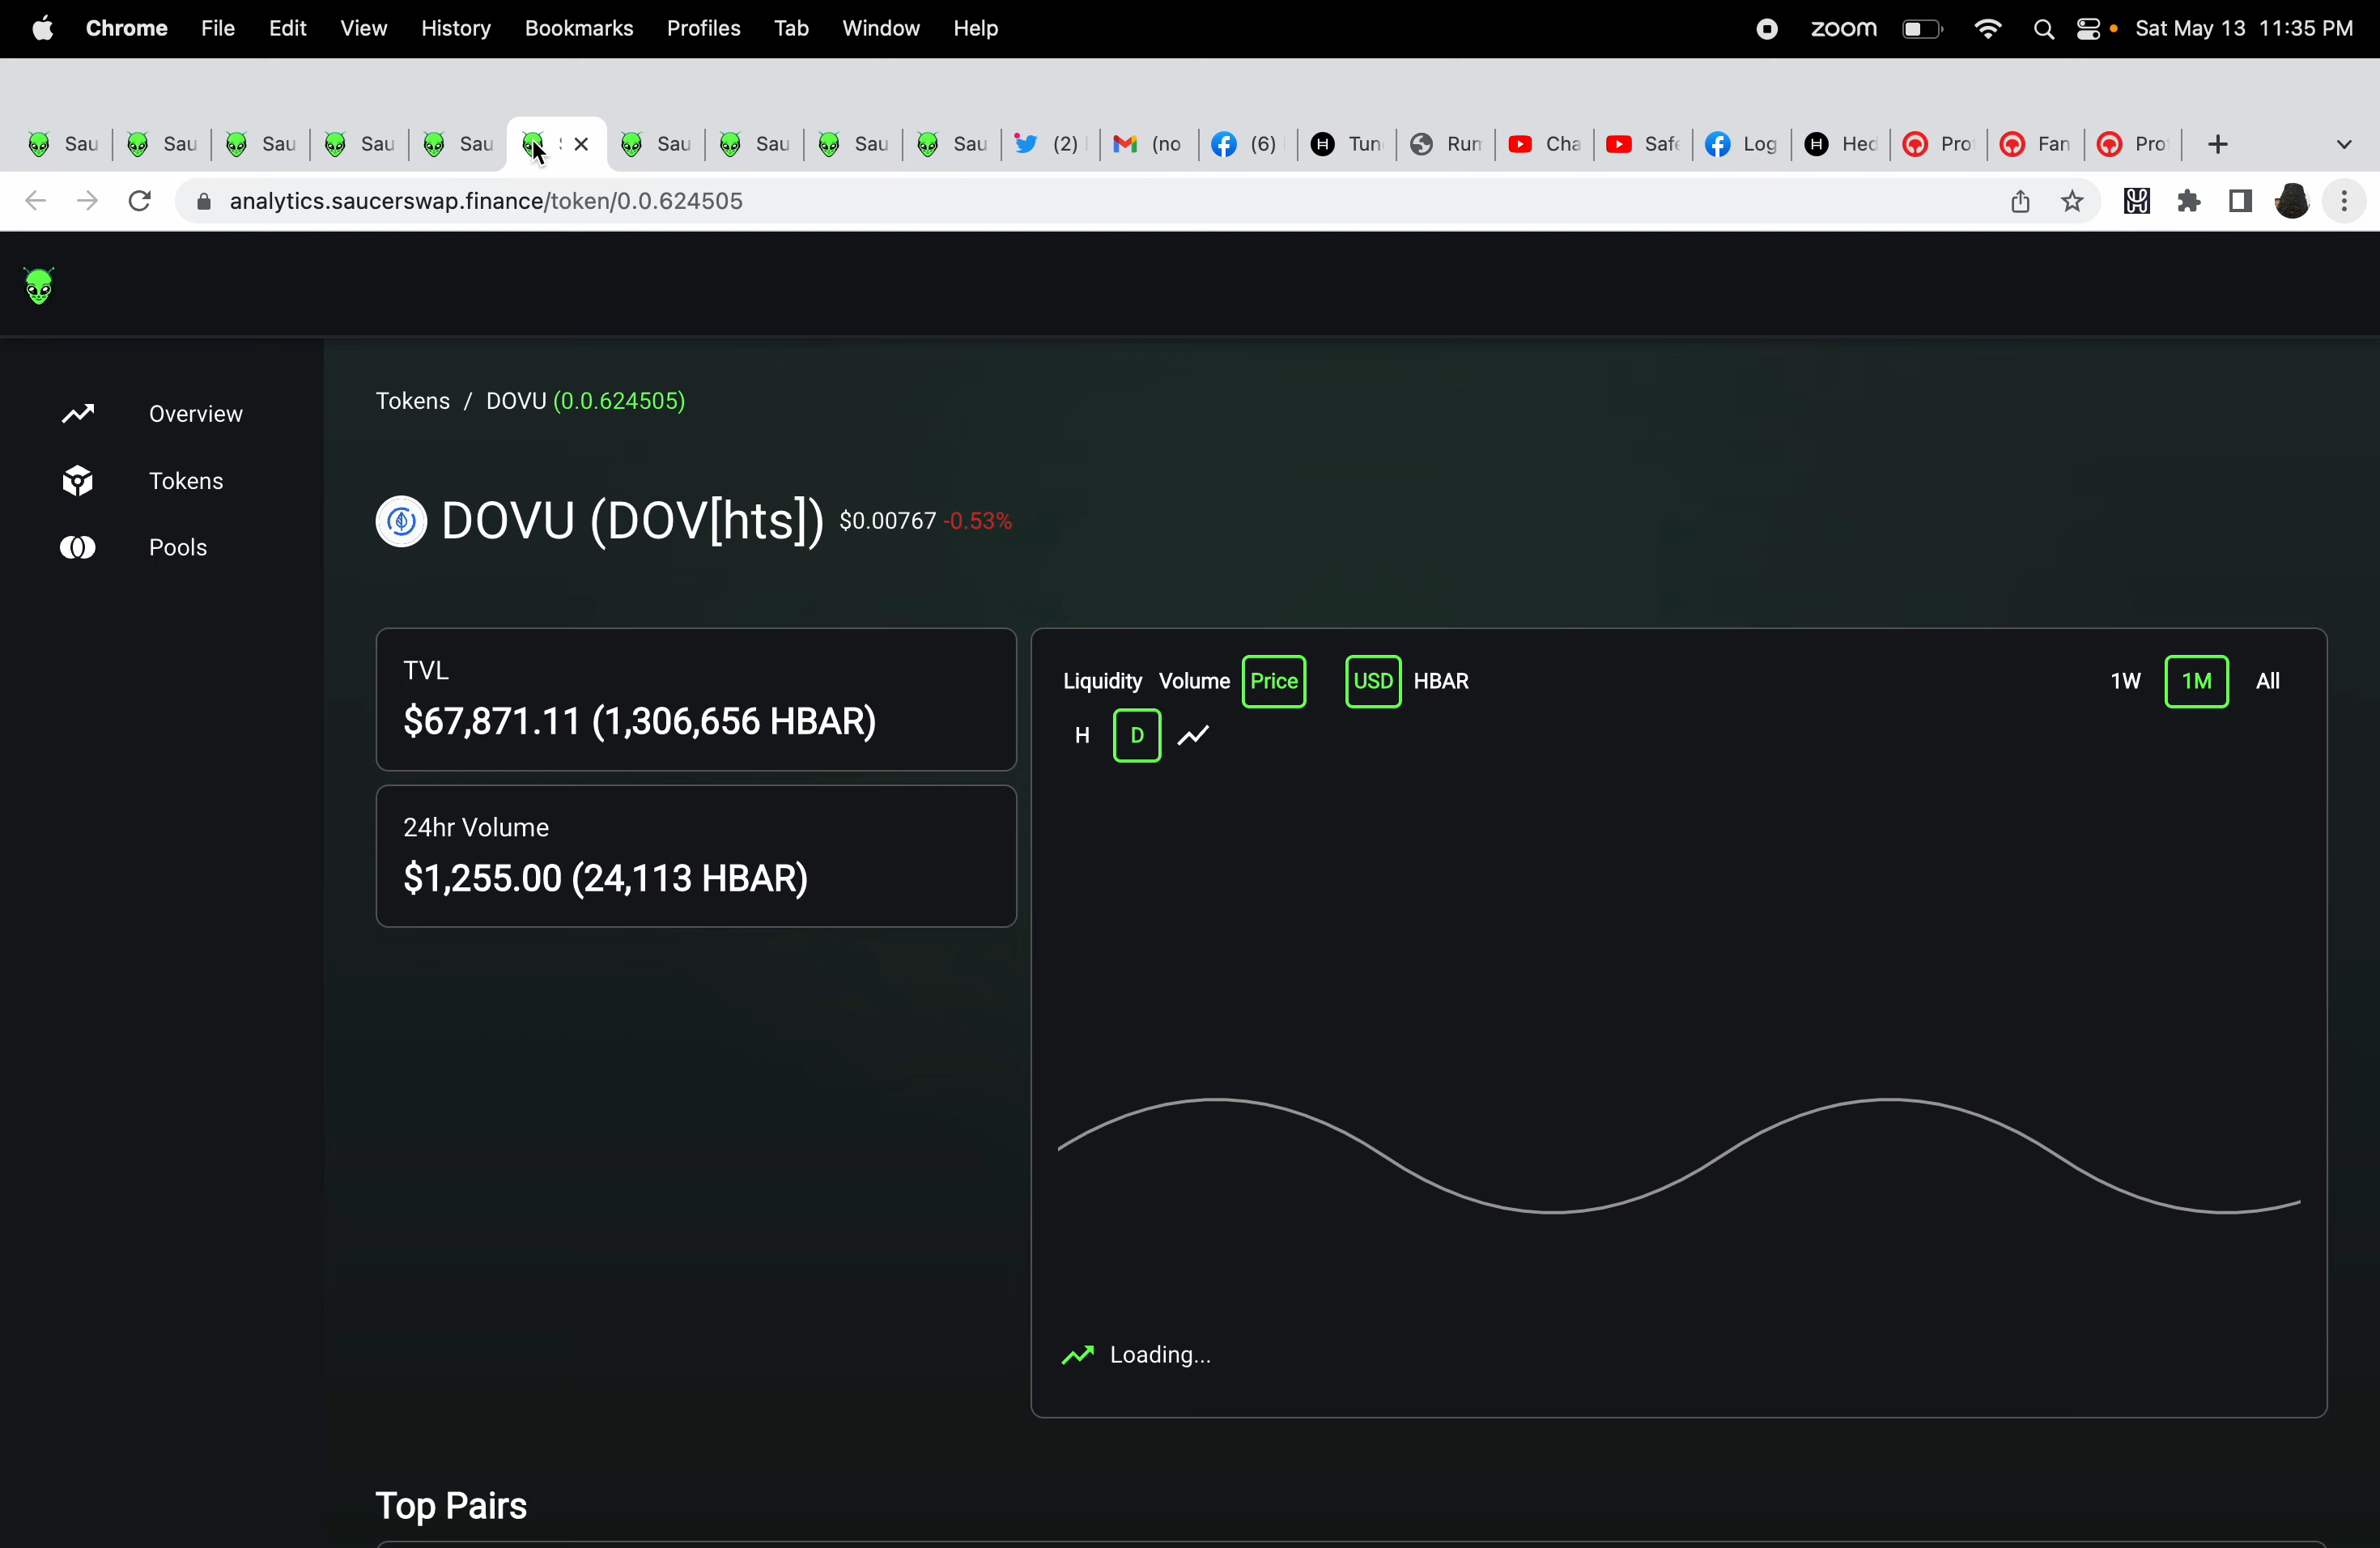 Chrome File Edit View History Bookmarks Profiles Tab Window Help zoom Sat May 13 11:35 PM
Sau Sau Sau Sau Sau Sau Sau Sau Sau (2) (no (6) Tun Run Cha Safe Log Hed Pro Fan Pro
analytics.saucerswap.finance/token/0.0.624505
Tokens / DOVU (0.0.624505)
Overview
Tokens
Pools
DOVU (DOV[hts]) $0.00767 -0.53%
TVL
$67,871.11 (1,306,656 HBAR)
24hr Volume
$1,255.00 (24,113 HBAR)
Liquidity Volume Price USD HBAR 1W 1M All
H D
Loading...
Top Pairs